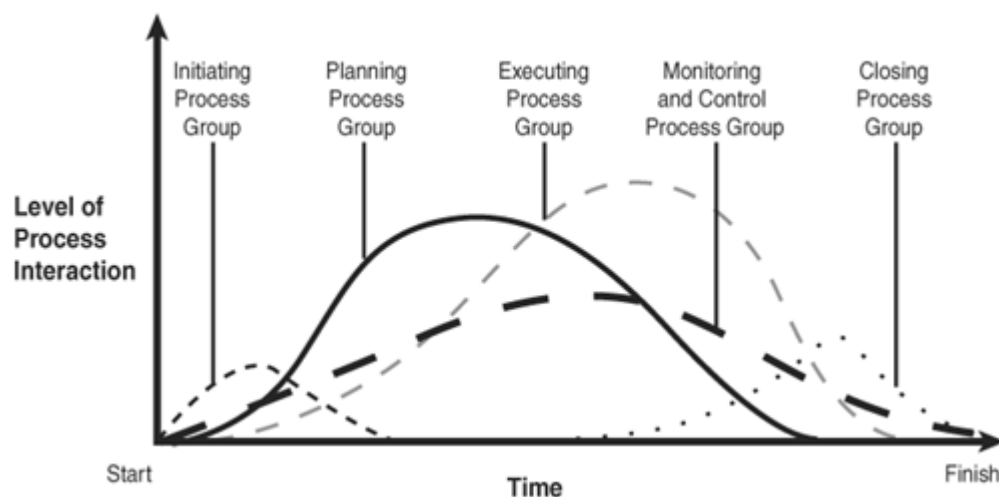 Initiating
Process
Group
Planning
Process
Group
Executing
Process
Group
Monitoring
and Control
Process Group
Closing
Process
Group
Level of
Process
Interaction
Start
Time
Finish